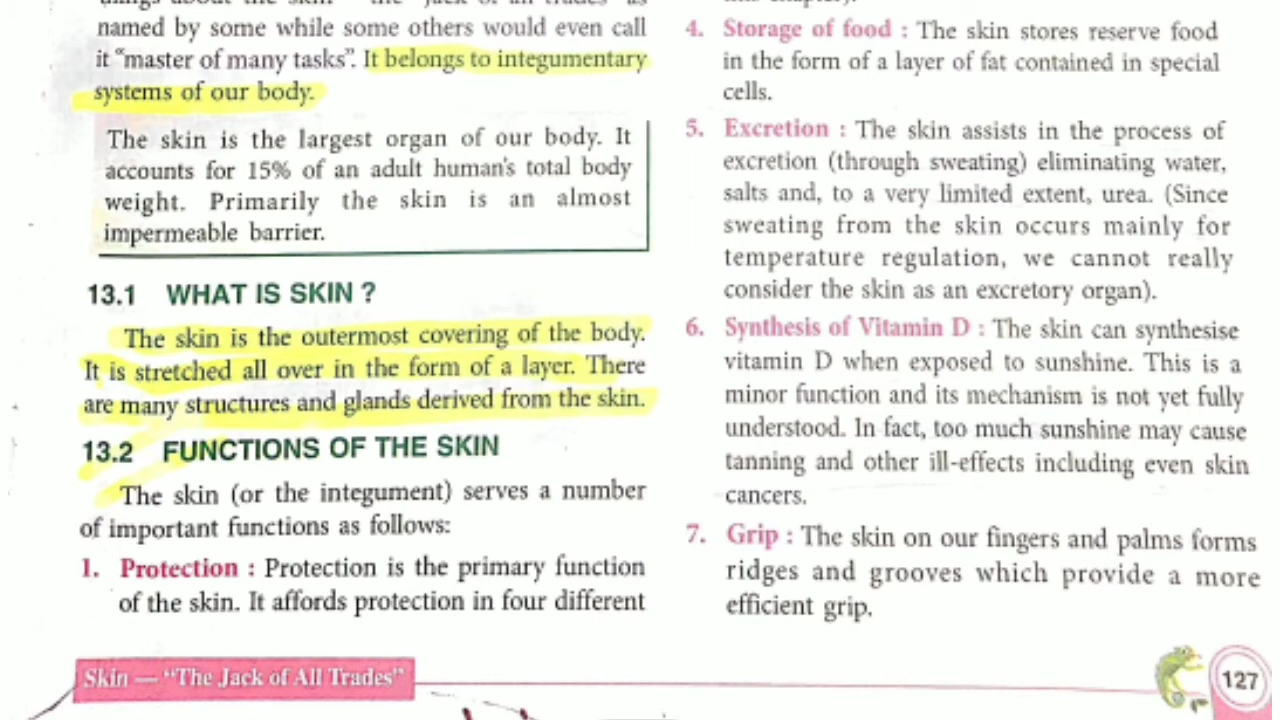 things about the skin — the "jack of all trades" as
named by some while some others would even call
it "master of many tasks". It belongs to integumentary
systems of our body.
The skin is the largest organ of our body. It
accounts for 15% of an adult human's total body
weight. Primarily the skin is an almost
impermeable barrier.
13.1 WHAT IS SKIN ?
The skin is the outermost covering of the body.
It is stretched all over in the form of a layer. There
are many structures and glands derived from the skin.
13.2 FUNCTIONS OF THE SKIN
The skin (or the integument) serves a number
of important functions as follows:
1. Protection : Protection is the primary function
of the skin. It affords protection in four different
this chapter).
4. Storage of food : The skin stores reserve food
in the form of a layer of fat contained in special
cells.
5. Excretion : The skin assists in the process of
excretion (through sweating) eliminating water,
salts and, to a very limited extent, urea. (Since
sweating from the skin occurs mainly for
temperature regulation, we cannot really
consider the skin as an excretory organ).
6. Synthesis of Vitamin D : The skin can synthesise
vitamin D when exposed to sunshine. This is a
minor function and its mechanism is not yet fully
understood. In fact, too much sunshine may cause
tanning and other ill-effects including even skin
cancers.
7. Grip : The skin on our fingers and palms forms
ridges and grooves which provide a more
efficient grip.
Skin — "The Jack of All Trades"
127